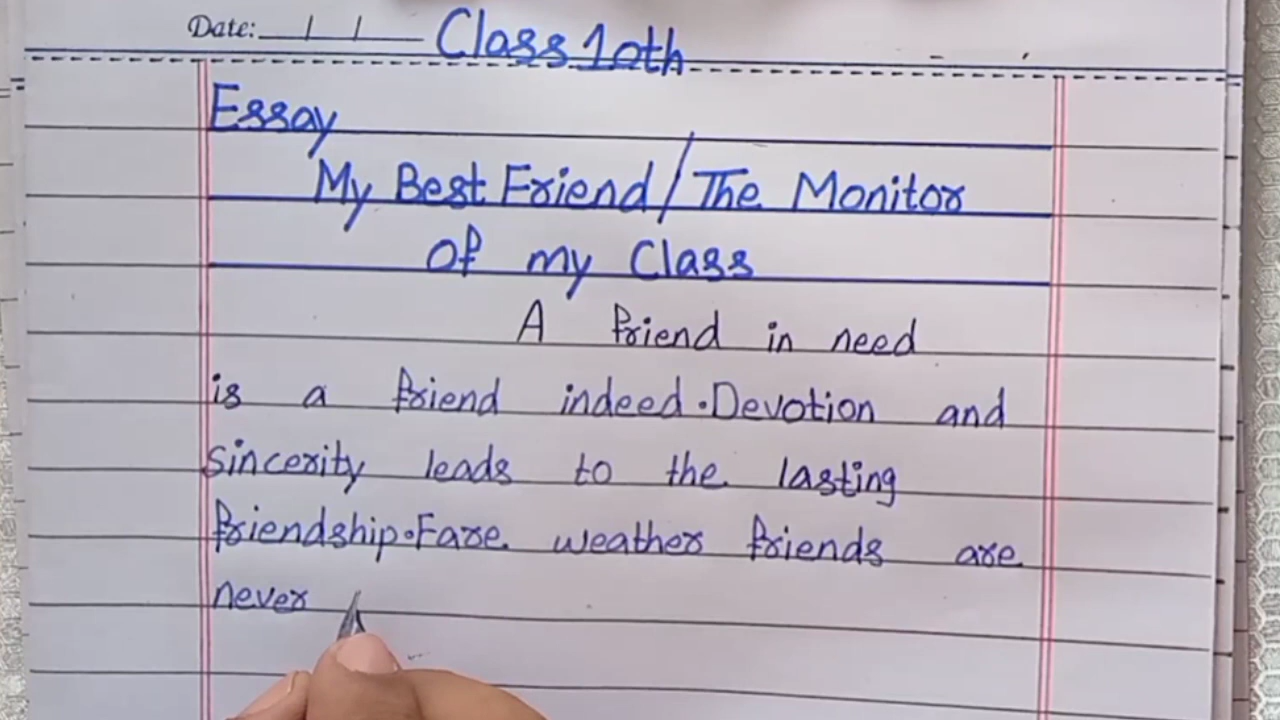 Date: / / Class 10th
Essay
My Best Friend/The Monitor
Of my Class
A friend in need
is a friend indeed. Devotion and
sincerity leads to the lasting
friendship. Fare weather friends are
never